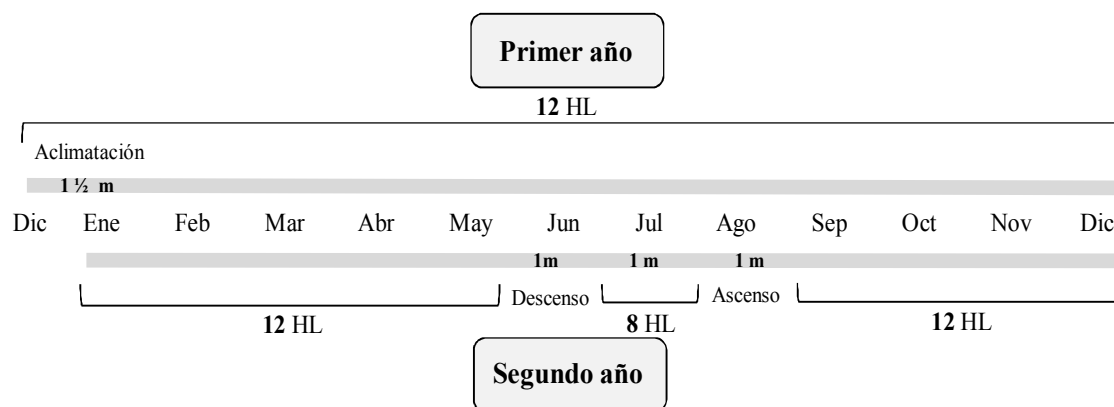 Primer año
12 HL
Aclimatación
1 ½ m
Dic Ene Feb Mar Abr May Jun Jul Ago Sep Oct Nov Dic
1m 1 m 1 m
Descenso Ascenso
12 HL 8 HL 12 HL
Segundo año